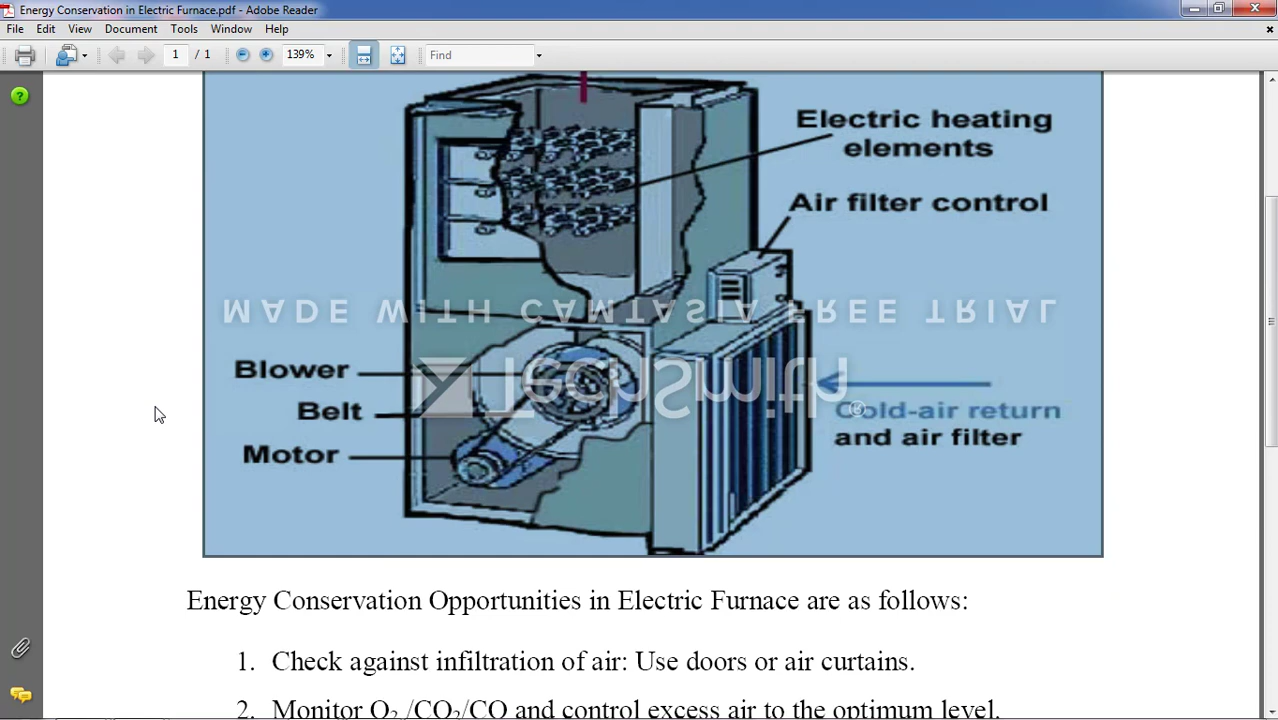 Energy Conservation in Electric Furnace.pdf - Adobe Reader
File Edit View Document Tools Window Help
1 / 1 139% Find
Electric heating
elements
Air filter control
MADE WITH CAMTASIA FREE TRIAL
TechSmith
Blower
Belt
Motor
Cold-air return
and air filter
Energy Conservation Opportunities in Electric Furnace are as follows:
1. Check against infiltration of air: Use doors or air curtains.
2. Monitor O₂ /CO₂/CO and control excess air to the optimum level.